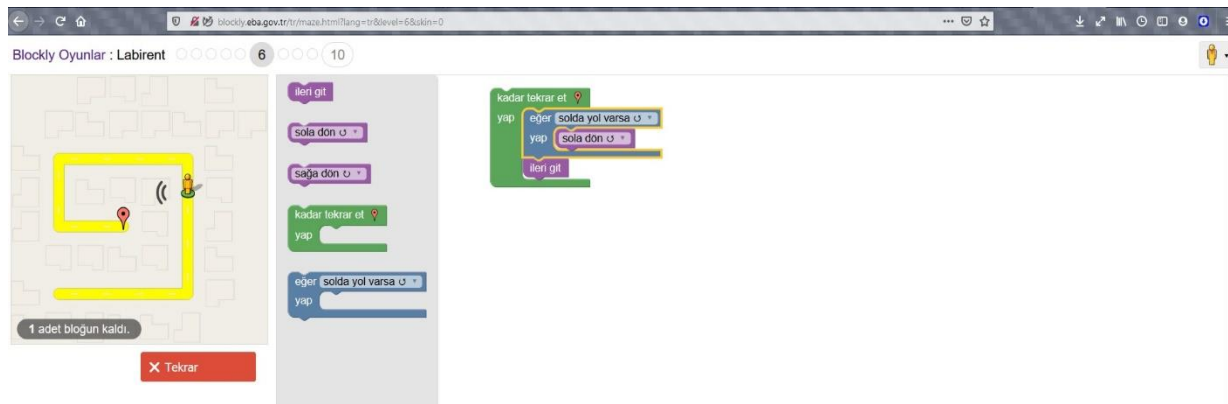 blockly.eba.gov.tr/tr/maze.html?lang=tr&level=6&skin=0
Blockly Oyunlar : Labirent 6 10
ileri git
sola dön ↺
sağa dön ↻
kadar tekrar et
yap
eğer solda yol varsa ↺
yap
kadar tekrar et
yap eğer solda yol varsa ↺
yap sola dön ↺
ileri git
1 adet bloğun kaldı.
Tekrar